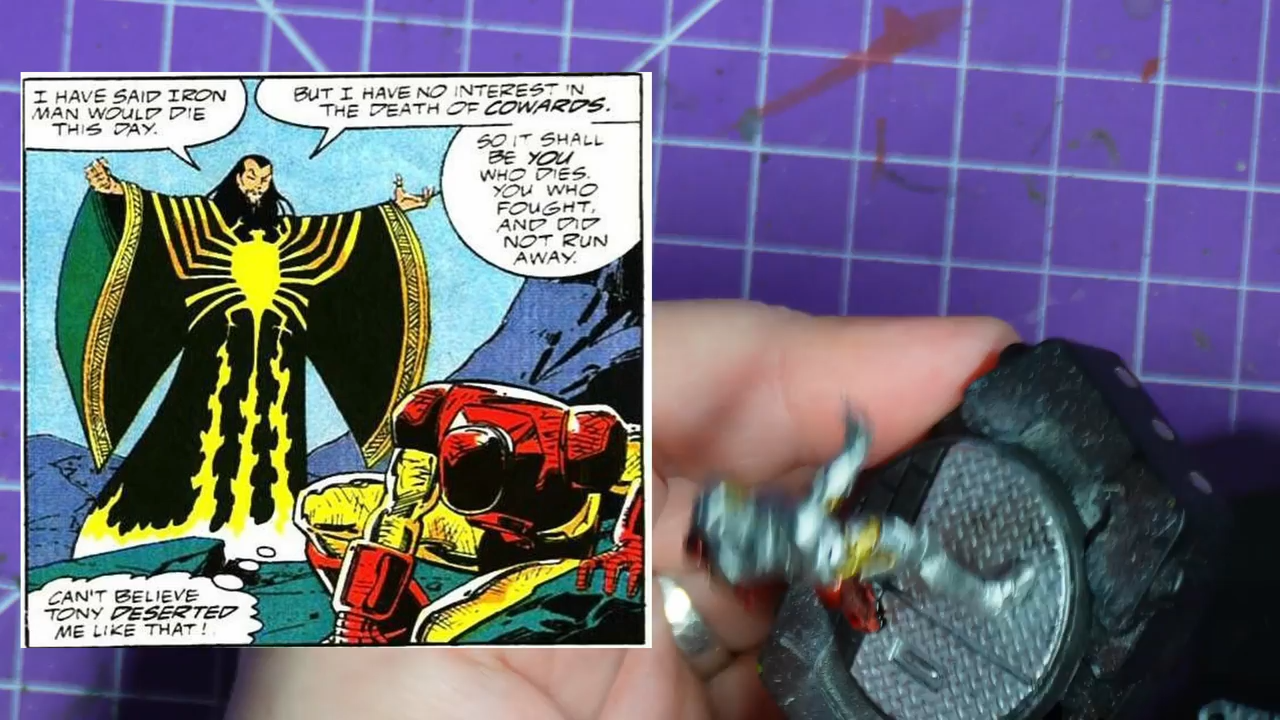 I HAVE SAID IRON
MAN WOULD DIE
THIS DAY.
BUT I HAVE NO INTEREST IN
THE DEATH OF COWARDS.
SO IT SHALL
BE YOU
WHO DIES.
YOU WHO
FOUGHT,
AND DID
NOT RUN
AWAY.
CAN'T BELIEVE
TONY DESERTED
ME LIKE THAT!